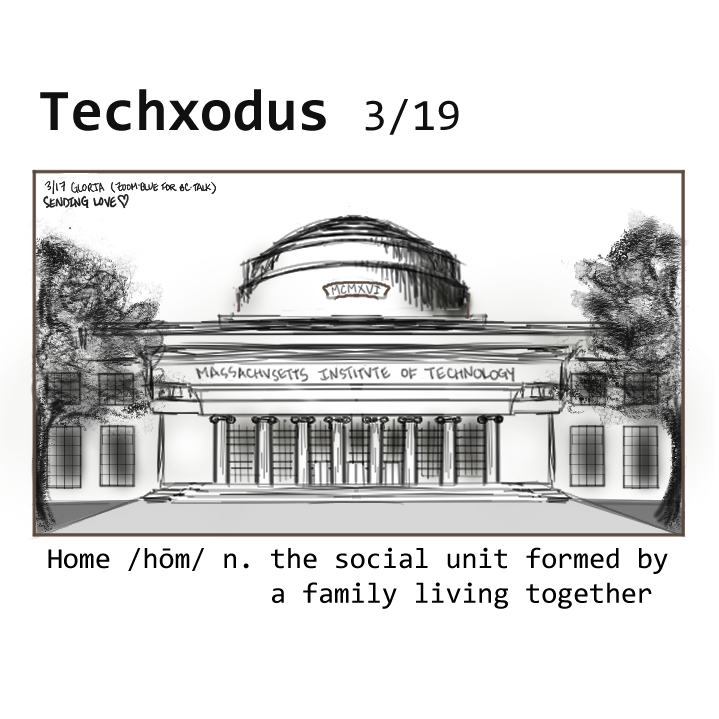 Techxodus 3/19
3/17 GLORIA (ZOOM-BLUE FOR BC TALK)
SENDING LOVE♡
MCMXVI
MASSACHVSETTS INSTITVTE OF TECHNOLOGY
Home /hōm/ n. the social unit formed by
a family living together